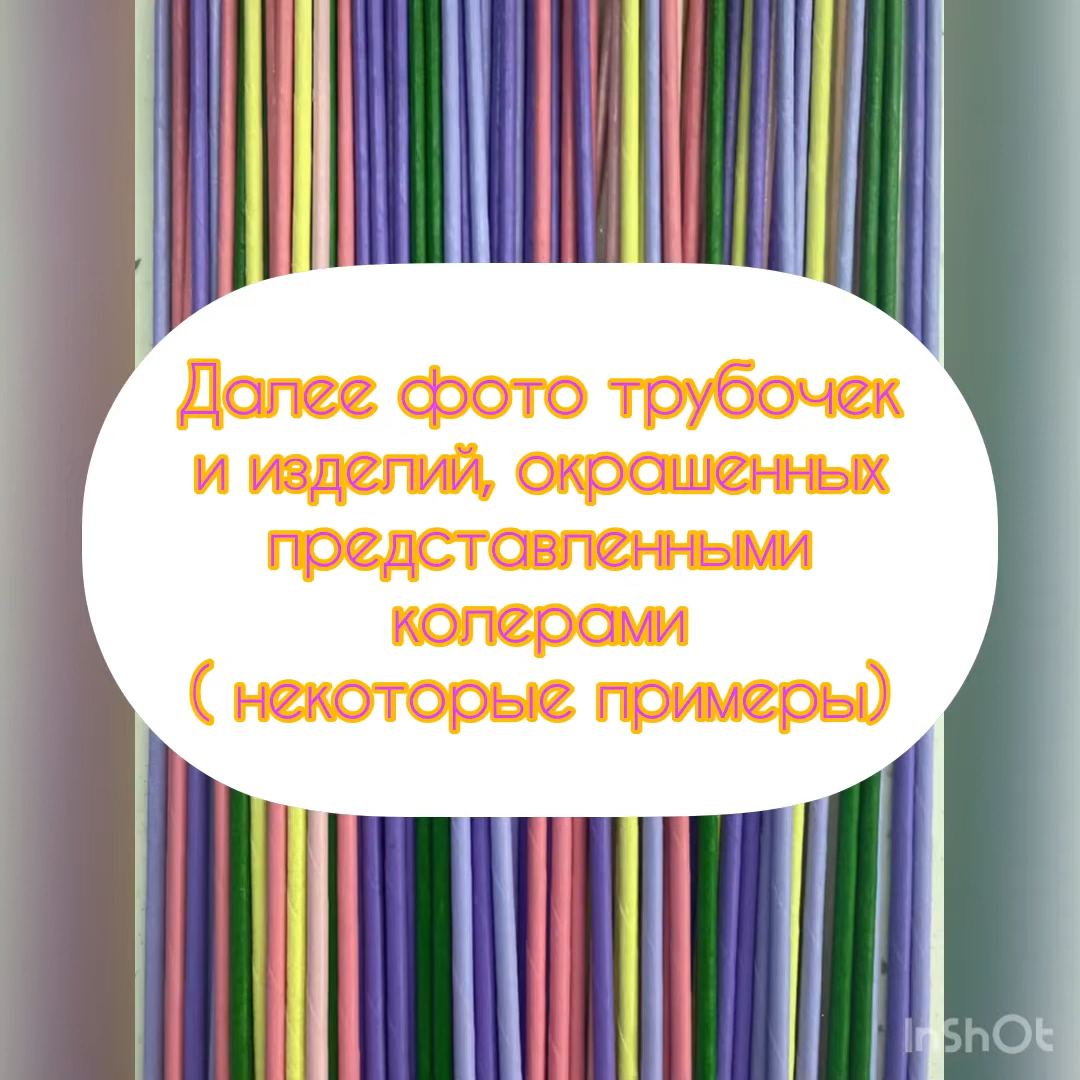 Далее фото трубочек
и изделий, окрашенных
представленными
колерами
( некоторые примеры)
InShOt